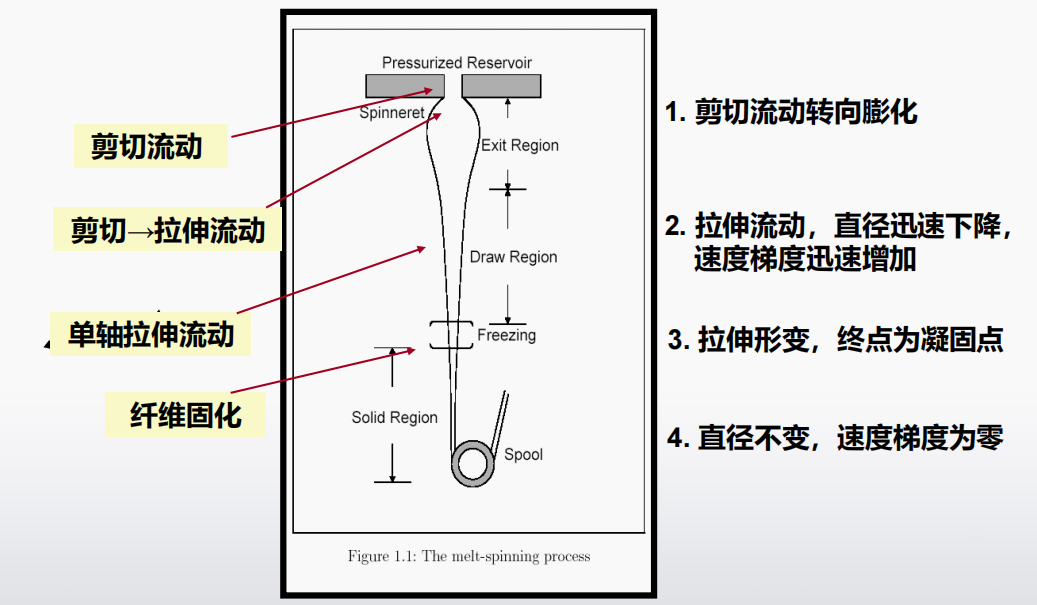 Pressurized Reservoir
Spinneret
Exit Region
Draw Region
Freezing
Solid Region
Spool
Figure 1.1: The melt-spinning process
剪切流动
剪切→拉伸流动
单轴拉伸流动
纤维固化
1. 剪切流动转向膨化
2. 拉伸流动，直径迅速下降，
速度梯度迅速增加
3. 拉伸形变，终点为凝固点
4. 直径不变，速度梯度为零